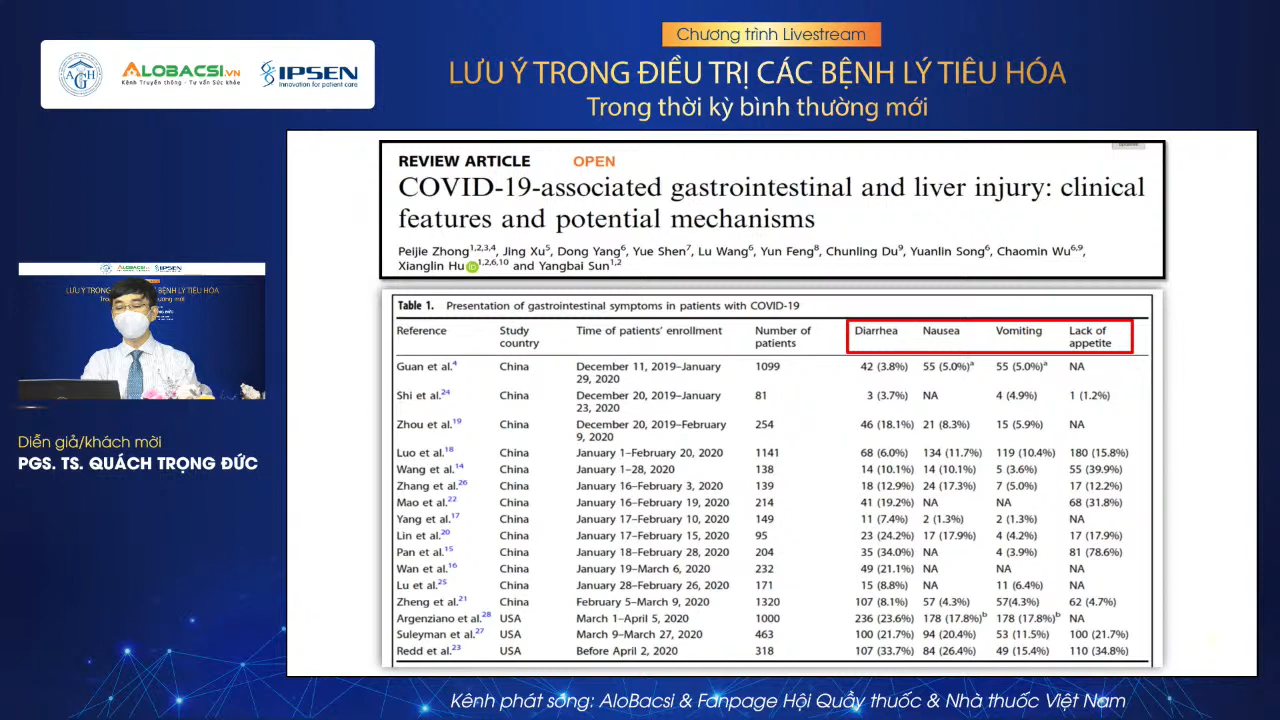 Chương trình Livestream
LƯU Ý TRONG ĐIỀU TRỊ CÁC BỆNH LÝ TIÊU HÓA
Trong thời kỳ bình thường mới
AGH
ALOBACSI.VN
Kênh Truyền thông - Tư vấn Sức khỏe
IPSEN
Innovation for patient care
REVIEW ARTICLE OPEN
COVID-19-associated gastrointestinal and liver injury: clinical
features and potential mechanisms
Peijie Zhong1,2,3,4, Jing Xu5, Dong Yang6, Yue Shen7, Lu Wang6, Yun Feng8, Chunling Du9, Yuanlin Song6, Chaomin Wu6,9,
Xianglin Hu iD 1,2,6,10 and Yangbai Sun1,2
Table 1. Presentation of gastrointestinal symptoms in patients with COVID-19
Reference Study country Time of patients' enrollment Number of patients Diarrhea Nausea Vomiting Lack of appetite
Guan et al.4 China December 11, 2019–January 29, 2020 1099 42 (3.8%) 55 (5.0%)a 55 (5.0%)a NA
Shi et al.24 China December 20, 2019–January 23, 2020 81 3 (3.7%) NA 4 (4.9%) 1 (1.2%)
Zhou et al.19 China December 20, 2019–February 9, 2020 254 46 (18.1%) 21 (8.3%) 15 (5.9%) NA
Luo et al.18 China January 1–February 20, 2020 1141 68 (6.0%) 134 (11.7%) 119 (10.4%) 180 (15.8%)
Wang et al.14 China January 1–28, 2020 138 14 (10.1%) 14 (10.1%) 5 (3.6%) 55 (39.9%)
Zhang et al.26 China January 16–February 3, 2020 139 18 (12.9%) 24 (17.3%) 7 (5.0%) 17 (12.2%)
Mao et al.22 China January 16–February 19, 2020 214 41 (19.2%) NA NA 68 (31.8%)
Yang et al.17 China January 17–February 10, 2020 149 11 (7.4%) 2 (1.3%) 2 (1.3%) NA
Lin et al.20 China January 17–February 15, 2020 95 23 (24.2%) 17 (17.9%) 4 (4.2%) 17 (17.9%)
Pan et al.15 China January 18–February 28, 2020 204 35 (34.0%) NA 4 (3.9%) 81 (78.6%)
Wan et al.16 China January 19–March 6, 2020 232 49 (21.1%) NA NA NA
Lu et al.25 China January 28–February 26, 2020 171 15 (8.8%) NA 11 (6.4%) NA
Zheng et al.21 China February 5–March 9, 2020 1320 107 (8.1%) 57 (4.3%) 57(4.3%) 62 (4.7%)
Argenziano et al.28 USA March 1–April 5, 2020 1000 236 (23.6%) 178 (17.8%)b 178 (17.8%)b NA
Suleyman et al.27 USA March 9–March 27, 2020 463 100 (21.7%) 94 (20.4%) 53 (11.5%) 100 (21.7%)
Redd et al.23 USA Before April 2, 2020 318 107 (33.7%) 84 (26.4%) 49 (15.4%) 110 (34.8%)
IPSEN
LƯU Ý TRONG ĐIỀU TRỊ CÁC BỆNH LÝ TIÊU HÓA
Diễn giả/khách mời
PGS. TS. QUÁCH TRỌNG ĐỨC
Kênh phát sóng: AloBacsi & Fanpage Hội Quầy thuốc & Nhà thuốc Việt Nam